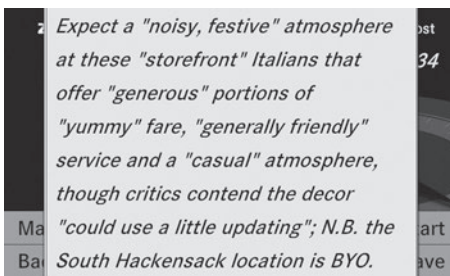 Expect a "noisy, festive" atmosphere
at these "storefront" Italians that
offer "generous" portions of
"yummy" fare, "generally friendly"
service and a "casual" atmosphere,
though critics contend the decor
"could use a little updating"; N.B. the
South Hackensack location is BYO.
34